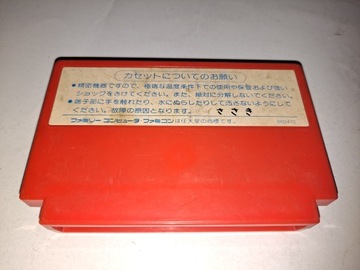 カセットについてのお願い
●精密機器ですので、極端な温度条件下での使用や保管および強い
ショックをさけてください。また、絶対に分解しないでください。
●端子部に手を触れたり、水にぬらしたりして汚さないようにして
ください。故障の原因となります。 ささき
ファミリーコンピュータ ファミコンは任天堂の商標です。